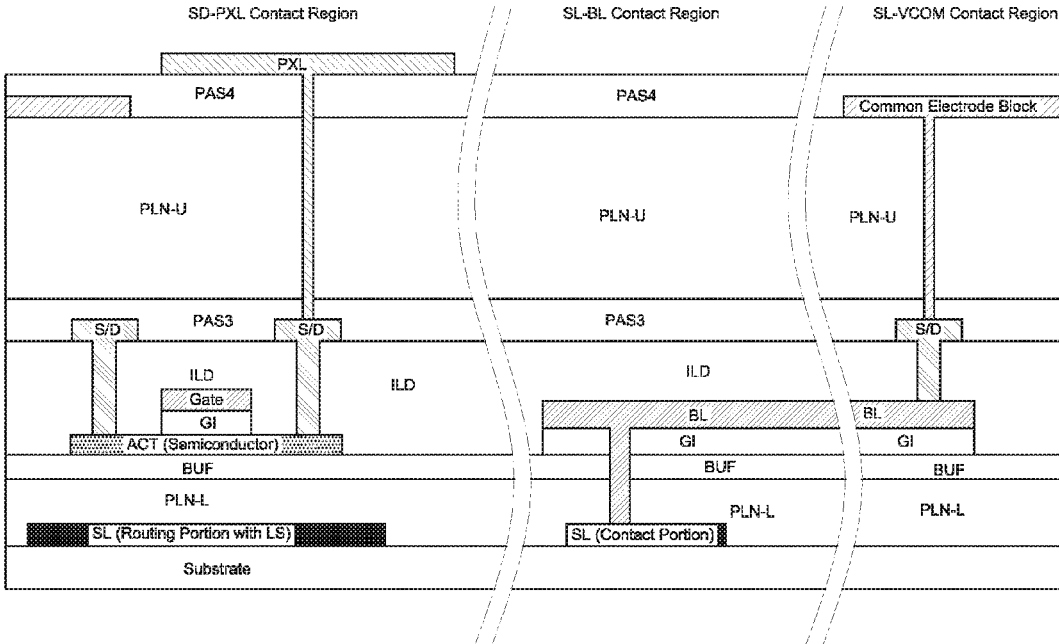 SD-PXL Contact Region
SL-BL Contact Region
SL-VCOM Contact Region
PXL
PAS4
PAS4
Common Electrode Block
PLN-U
PLN-U
PLN-U
S/D
PAS3
S/D
PAS3
S/D
ILD
ILD
ILD
Gate
GI
BL
BL
GI
GI
ACT (Semiconductor)
BUF
BUF
BUF
PLN-L
PLN-L
PLN-L
SL (Routing Portion with LS)
SL (Contact Portion)
Substrate